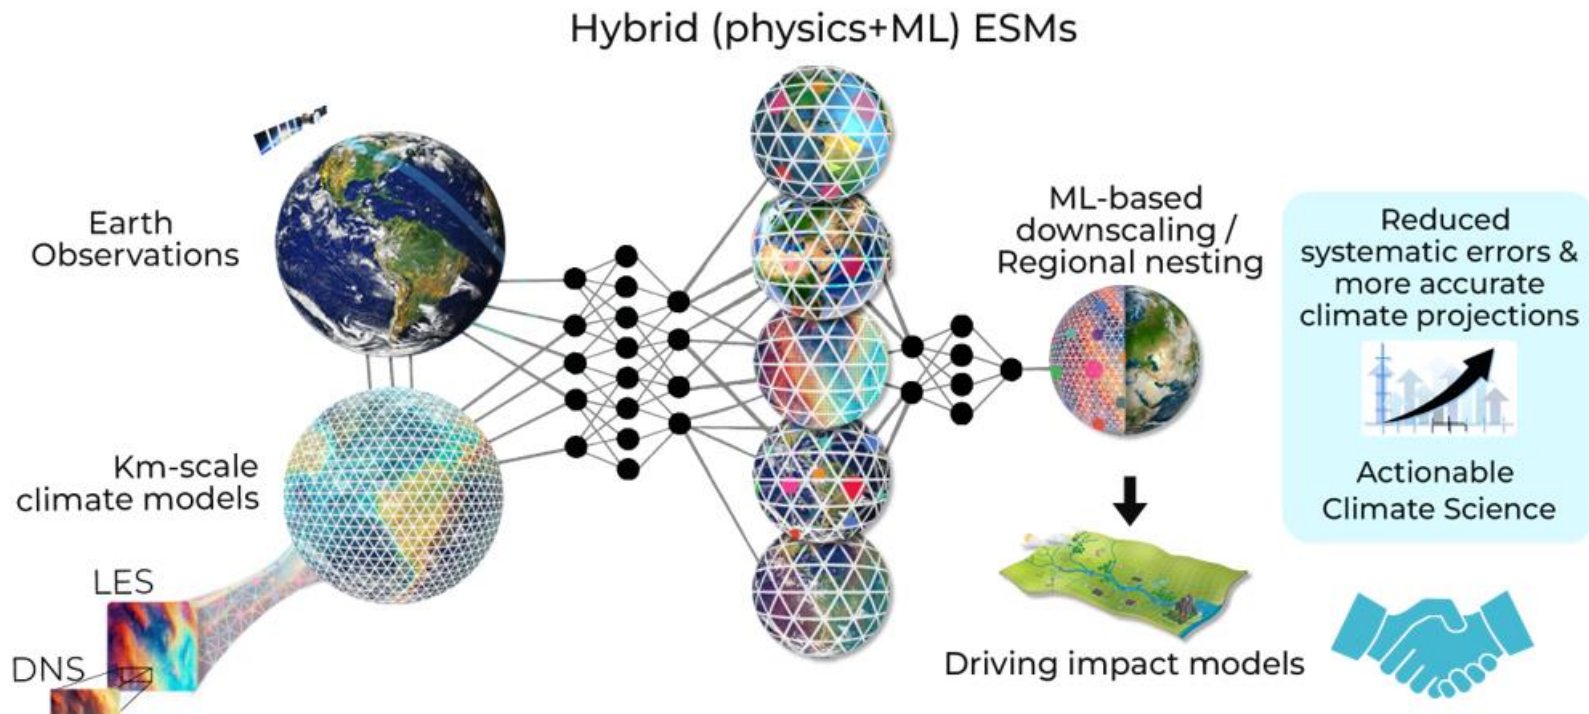 Hybrid (physics+ML) ESMs
Earth
Observations
Km-scale
climate models
LES
DNS
ML-based
downscaling /
Regional nesting
Driving impact models
Reduced
systematic errors &
more accurate
climate projections
Actionable
Climate Science